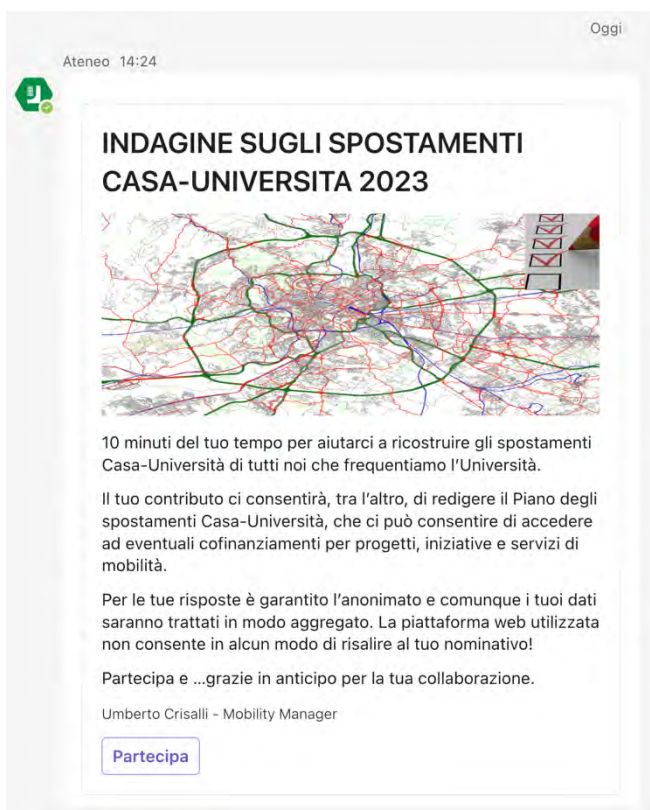 Oggi
Ateneo 14:24
INDAGINE SUGLI SPOSTAMENTI
CASA-UNIVERSITA 2023
10 minuti del tuo tempo per aiutarci a ricostruire gli spostamenti
Casa-Università di tutti noi che frequentiamo l'Università.
Il tuo contributo ci consentirà, tra l'altro, di redigere il Piano degli
spostamenti Casa-Università, che ci può consentire di accedere
ad eventuali cofinanziamenti per progetti, iniziative e servizi di
mobilità.
Per le tue risposte è garantito l'anonimato e comunque i tuoi dati
saranno trattati in modo aggregato. La piattaforma web utilizzata
non consente in alcun modo di risalire al tuo nominativo!
Partecipa e ...grazie in anticipo per la tua collaborazione.
Umberto Crisalli - Mobility Manager
Partecipa